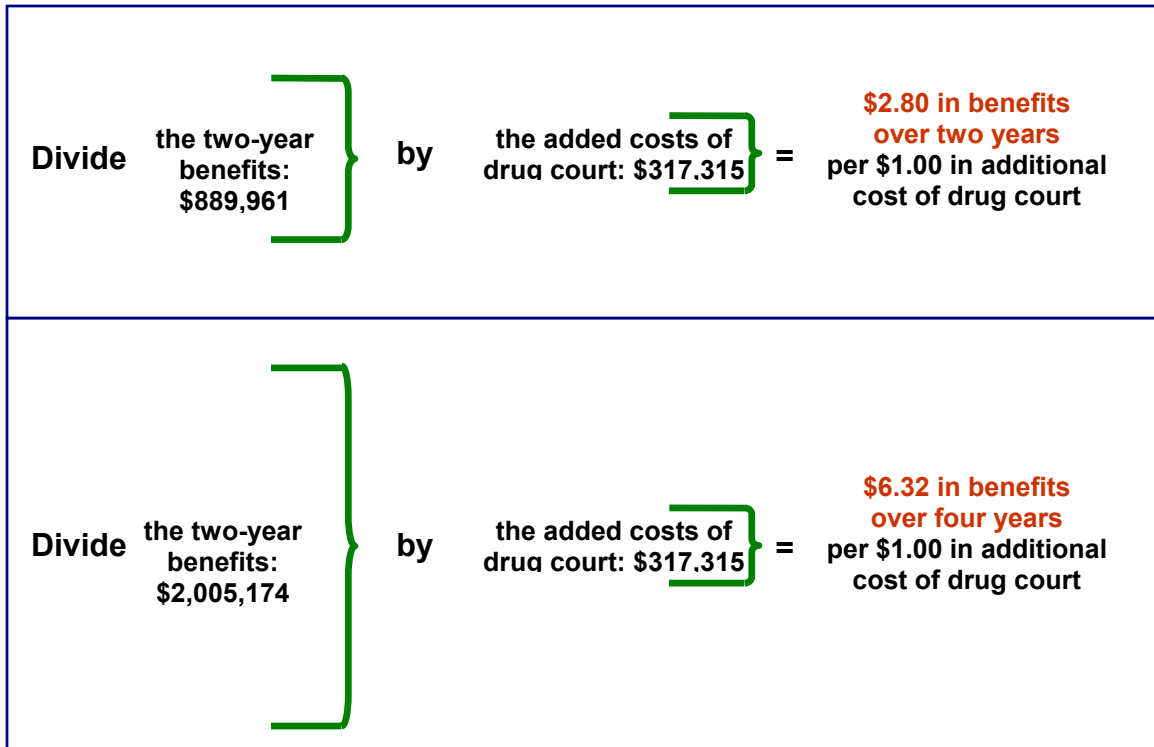 Divide
the two-year
benefits:
$889,961
by
the added costs of
drug court: $317,315
=
$2.80 in benefits
over two years
per $1.00 in additional
cost of drug court
Divide
the two-year
benefits:
$2,005,174
by
the added costs of
drug court: $317,315
=
$6.32 in benefits
over four years
per $1.00 in additional
cost of drug court